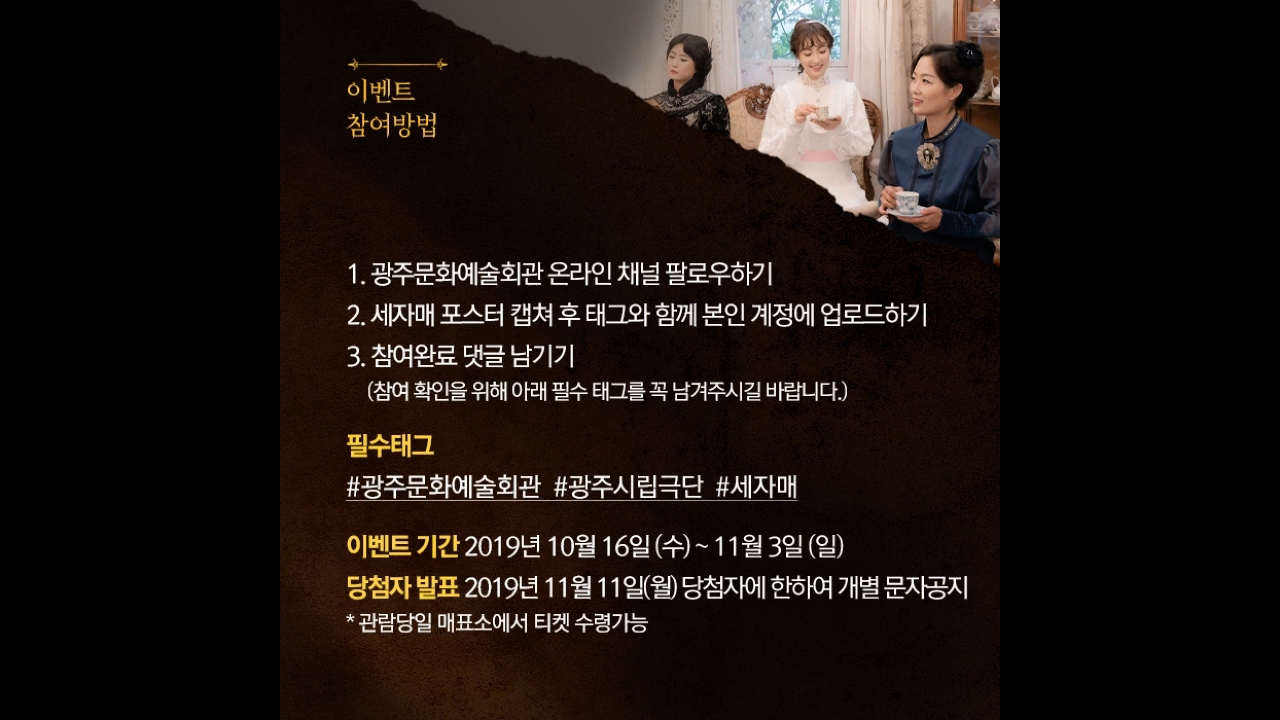 이벤트
참여방법
1. 광주문화예술회관 온라인 채널 팔로우하기
2. 세자매 포스터 캡쳐 후 태그와 함께 본인 계정에 업로드하기
3. 참여완료 댓글 남기기
(참여 확인을 위해 아래 필수 태그를 꼭 남겨주시길 바랍니다.)
필수태그
#광주문화예술회관 #광주시립극단 #세자매
이벤트 기간 2019년 10월 16일 (수) ~ 11월 3일 (일)
당첨자 발표 2019년 11월 11일(월) 당첨자에 한하여 개별 문자공지
* 관람당일 매표소에서 티켓 수령가능